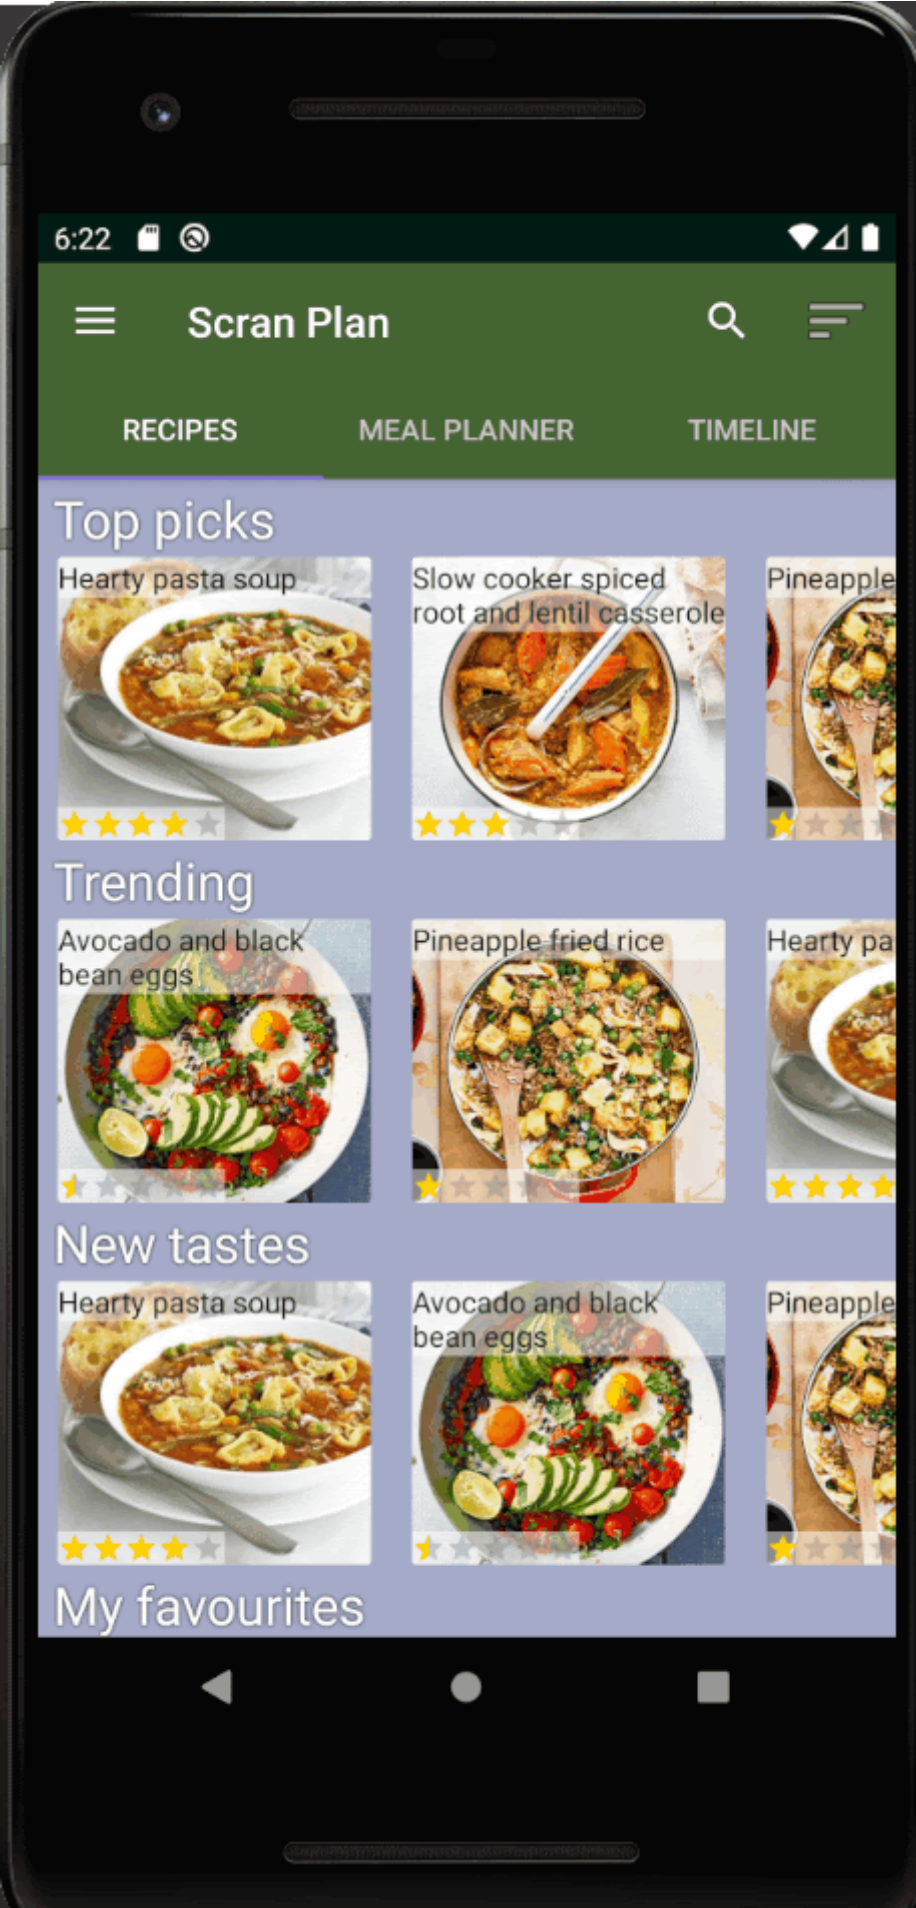 6:22
Scran Plan
RECIPES
MEAL PLANNER
TIMELINE
Top picks
Hearty pasta soup
Slow cooker spiced
root and lentil casserole
Pineapple
Trending
Avocado and black
bean eggs
Pineapple fried rice
Hearty pa
New tastes
Hearty pasta soup
Avocado and black
bean eggs
Pineapple
My favourites